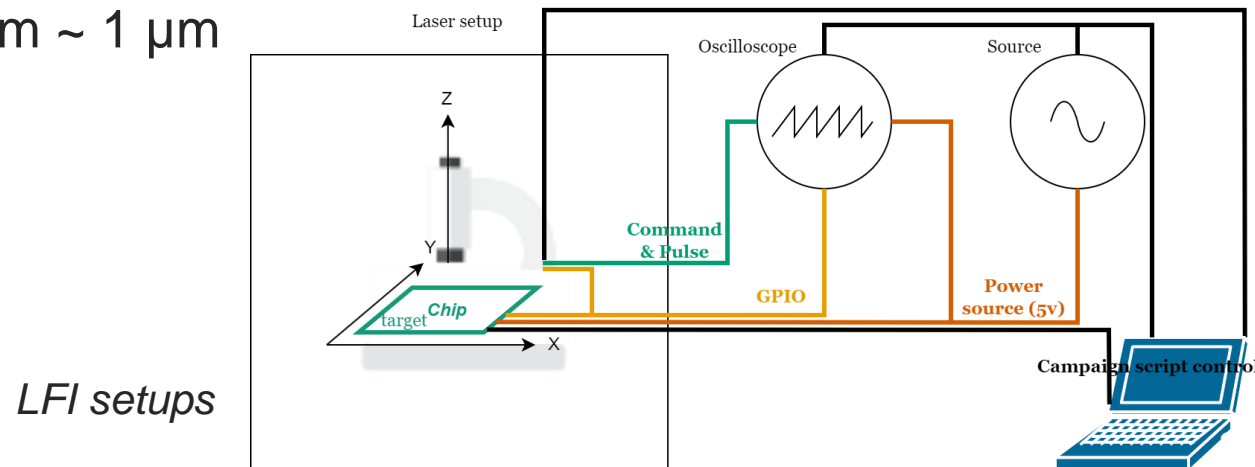 m ~ 1 µm
Laser setup
Oscilloscope
Source
Z
Command
& Pulse
Y
GPIO
Power
source (5v)
Chip
target
X
Campaign script control
LFI setups